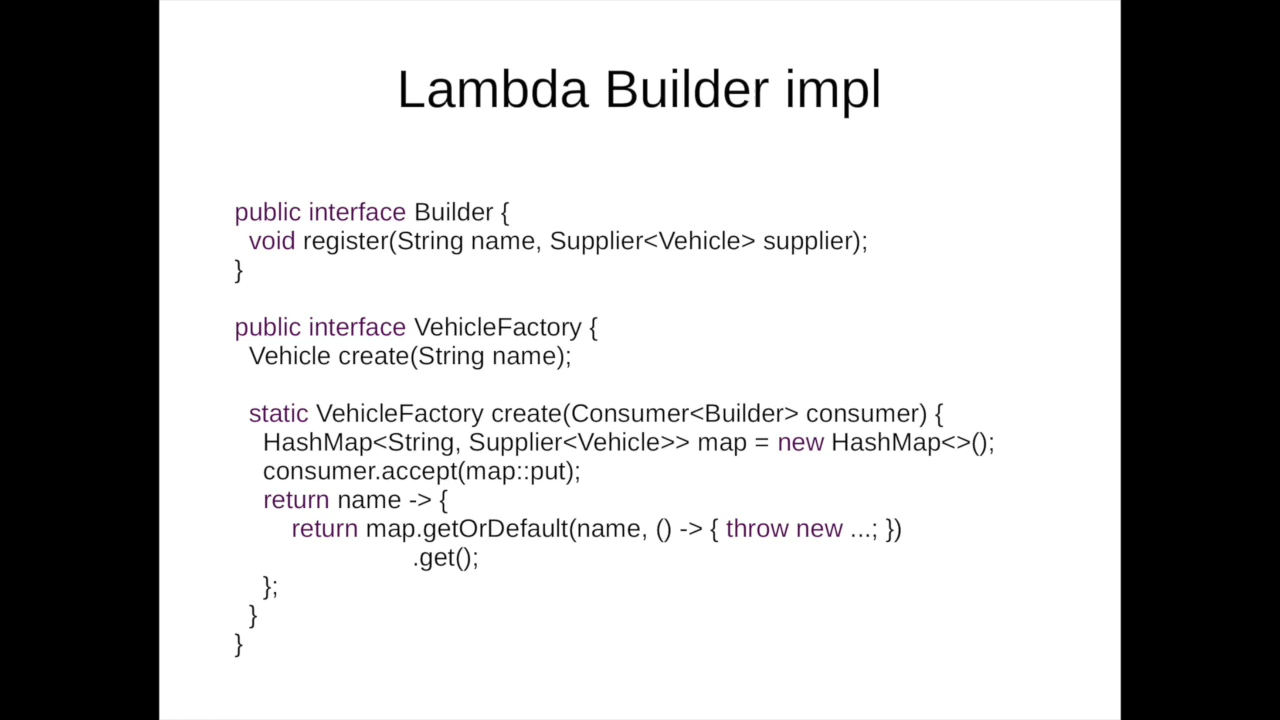 Lambda Builder impl
public interface Builder {
void register(String name, Supplier<Vehicle> supplier);
}
public interface VehicleFactory {
Vehicle create(String name);
static VehicleFactory create(Consumer<Builder> consumer) {
HashMap<String, Supplier<Vehicle>> map = new HashMap<>();
consumer.accept(map::put);
return name -> {
return map.getOrDefault(name, () -> { throw new ...; })
.get();
};
}
}